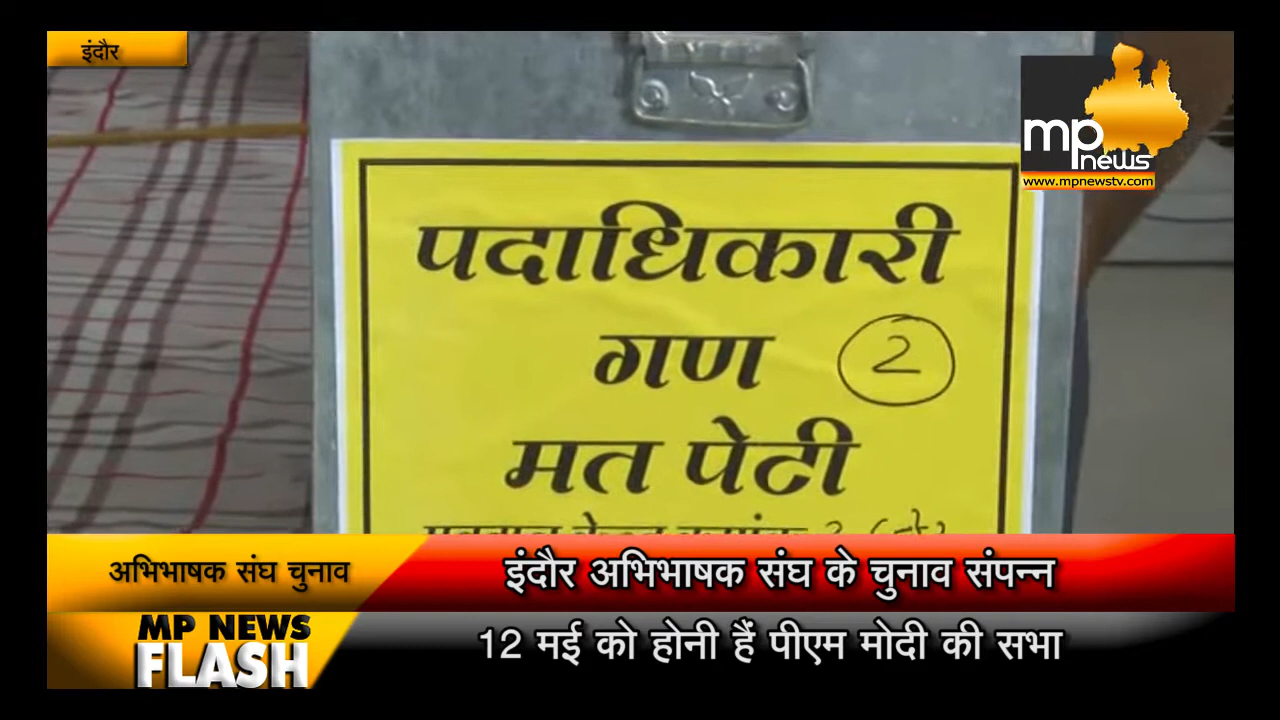 इंदौर
mp news
www.mpnewstv.com
पदाधिकारी
गण 2
मत पेटी
अभिभाषक संघ चुनाव
इंदौर अभिभाषक संघ के चुनाव संपन्न
MP NEWS
FLASH
12 मई को होनी हैं पीएम मोदी की सभा